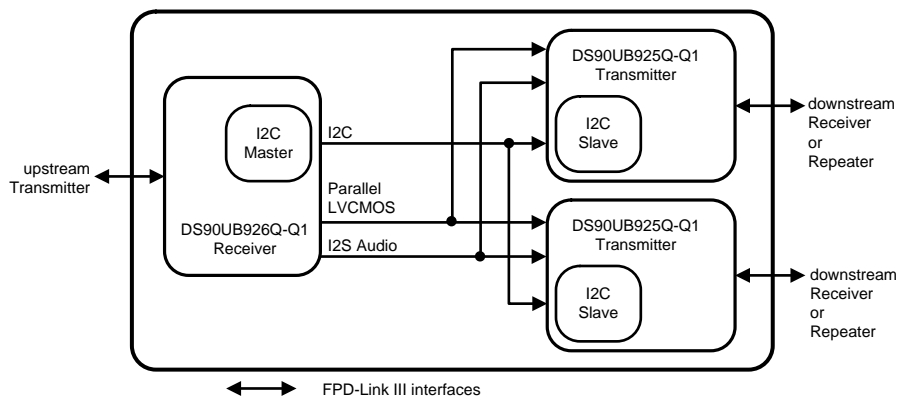 upstream
Transmitter
I2C
Master
DS90UB926Q-Q1
Receiver
I2C
Parallel
LVCMOS
I2S Audio
DS90UB925Q-Q1
Transmitter
I2C
Slave
downstream
Receiver
or
Repeater
DS90UB925Q-Q1
Transmitter
I2C
Slave
downstream
Receiver
or
Repeater
FPD-Link III interfaces